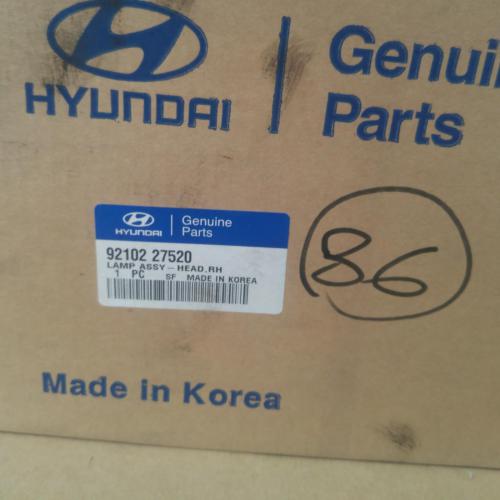 HYUNDAI
Genuin
Parts
HYUNDAI
Genuine
Parts
92102 27520
LAMP ASSY-HEAD,RH
1 PC SF MADE IN KOREA
86
Made in Korea